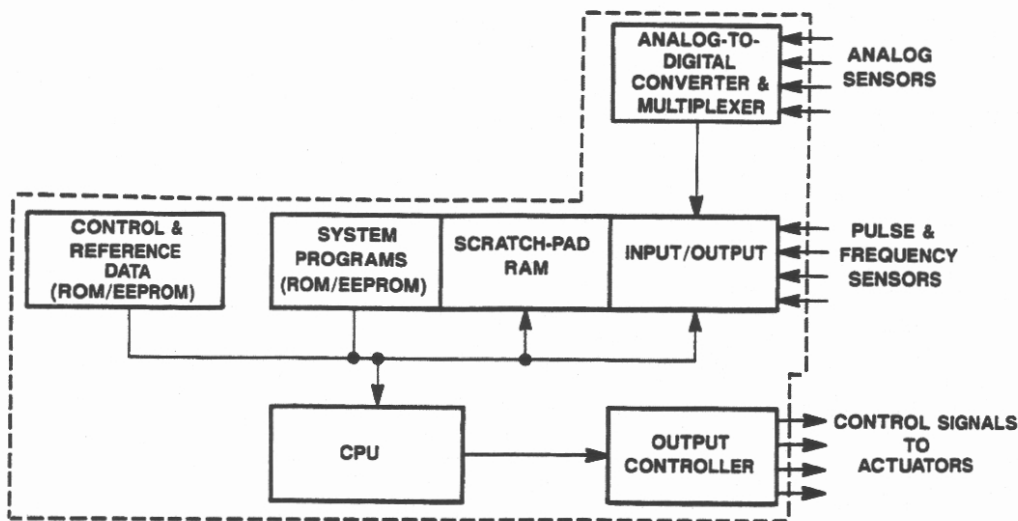 ANALOG-TO-
DIGITAL
CONVERTER &
MULTIPLEXER
ANALOG
SENSORS
CONTROL &
REFERENCE
DATA
(ROM/EEPROM)
SYSTEM
PROGRAMS
(ROM/EEPROM)
SCRATCH-PAD
RAM
INPUT/OUTPUT
PULSE &
FREQUENCY
SENSORS
CPU
OUTPUT
CONTROLLER
CONTROL SIGNALS
TO
ACTUATORS